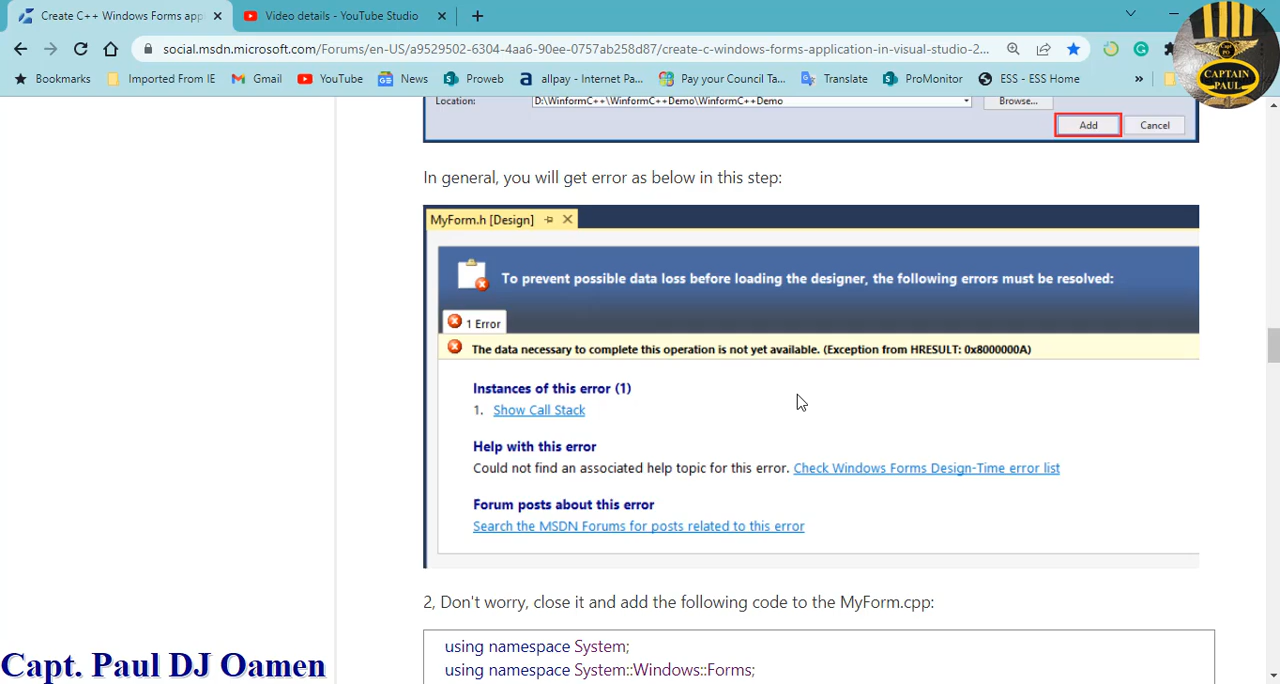 Create C++ Windows Forms app
Video details - YouTube Studio
social.msdn.microsoft.com/Forums/en-US/a9529502-6304-4aa6-90ee-0757ab258d87/create-c-windows-forms-application-in-visual-studio-2...
Bookmarks Imported From IE Gmail YouTube News Proweb allpay - Internet Pa... Pay your Council Ta... Translate ProMonitor ESS - ESS Home »
CAPTAIN
PAUL
Location: D:\WinformC++\WinformC++Demo\WinformC++Demo Browse...
Add Cancel
In general, you will get error as below in this step:
MyForm.h [Design]
To prevent possible data loss before loading the designer, the following errors must be resolved:
1 Error
The data necessary to complete this operation is not yet available. (Exception from HRESULT: 0x8000000A)
Instances of this error (1)
1. Show Call Stack
Help with this error
Could not find an associated help topic for this error. Check Windows Forms Design-Time error list
Forum posts about this error
Search the MSDN Forums for posts related to this error
2, Don't worry, close it and add the following code to the MyForm.cpp:
using namespace System;
using namespace System::Windows::Forms;
Capt. Paul DJ Oamen